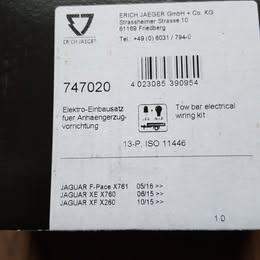 ERICH JAEGER GmbH + Co. KG
Strassheimer Strasse 10
61169 Friedberg
Tel.: +49 (0) 6031 / 794-0
ERICH JAEGER
747020
4 023085 390954
Elektro-Einbausatz
fuer Anhaengerzug-
vorrichtung
Tow bar electrical
wiring kit
13-P. ISO 11446
JAGUAR F-Pace X761 05/16 >>
JAGUAR XE X760 06/15 >>
JAGUAR XF X260 10/15 >>
1.0